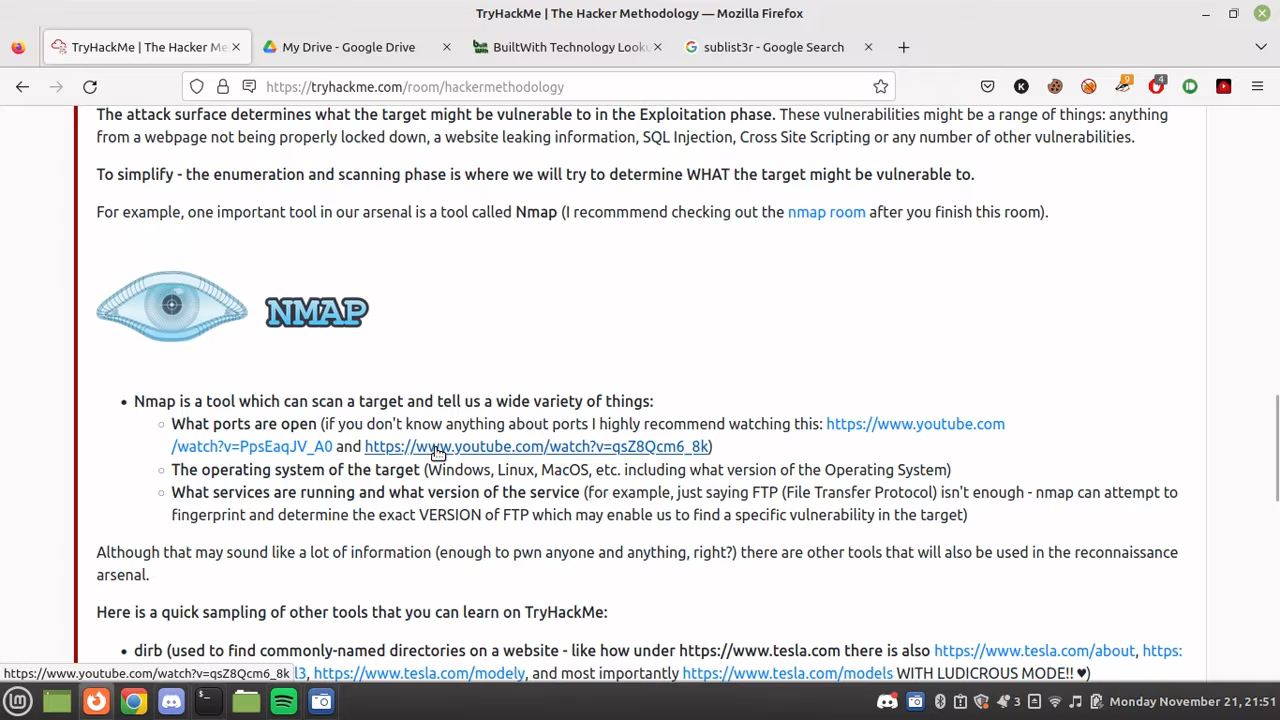 TryHackMe | The Hacker Methodology — Mozilla Firefox
TryHackMe | The Hacker Me
My Drive - Google Drive
BuiltWith Technology Looku
sublist3r - Google Search
https://tryhackme.com/room/hackermethodology
9
4
The attack surface determines what the target might be vulnerable to in the Exploitation phase. These vulnerabilities might be a range of things: anything
from a webpage not being properly locked down, a website leaking information, SQL Injection, Cross Site Scripting or any number of other vulnerabilities.
To simplify - the enumeration and scanning phase is where we will try to determine WHAT the target might be vulnerable to.
For example, one important tool in our arsenal is a tool called Nmap (I recommmend checking out the nmap room after you finish this room).
NMAP
• Nmap is a tool which can scan a target and tell us a wide variety of things:
◦ What ports are open (if you don't know anything about ports I highly recommend watching this: https://www.youtube.com
/watch?v=PpsEaqJV_A0 and https://www.youtube.com/watch?v=qsZ8Qcm6_8k)
◦ The operating system of the target (Windows, Linux, MacOS, etc. including what version of the Operating System)
◦ What services are running and what version of the service (for example, just saying FTP (File Transfer Protocol) isn't enough - nmap can attempt to
fingerprint and determine the exact VERSION of FTP which may enable us to find a specific vulnerability in the target)
Although that may sound like a lot of information (enough to pwn anyone and anything, right?) there are other tools that will also be used in the reconnaissance
arsenal.
Here is a quick sampling of other tools that you can learn on TryHackMe:
• dirb (used to find commonly-named directories on a website - like how under https://www.tesla.com there is also https://www.tesla.com/about, https:
l3, https://www.tesla.com/modely, and most importantly https://www.tesla.com/models WITH LUDICROUS MODE!! ♥)
https://www.youtube.com/watch?v=qsZ8Qcm6_8k
3
Monday November 21, 21:51